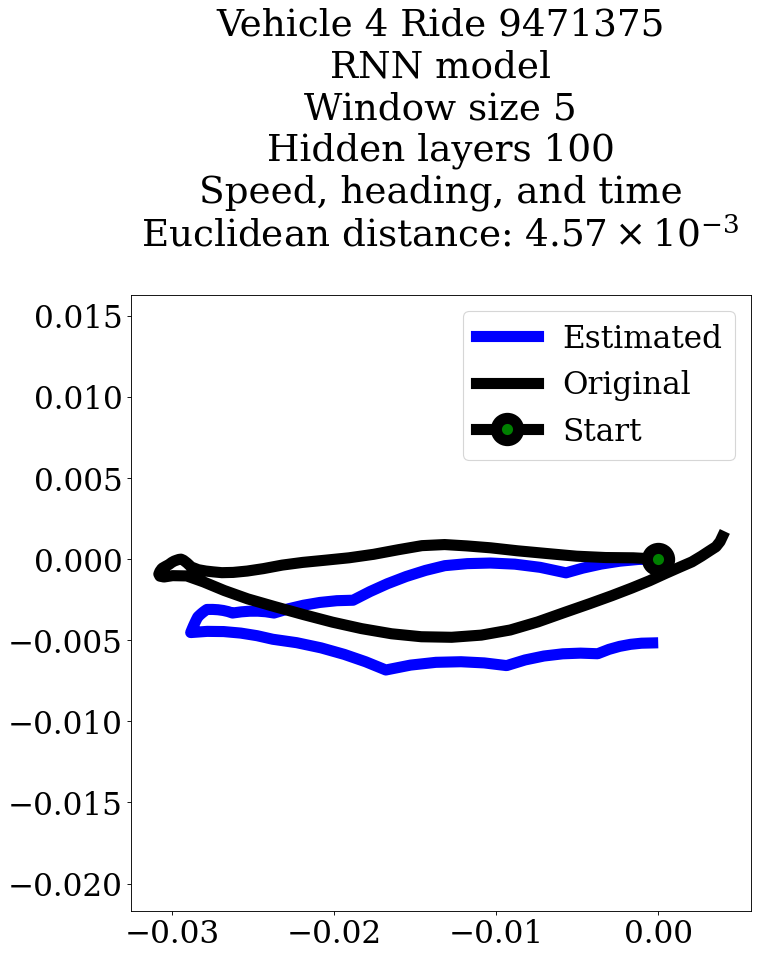 Vehicle 4 Ride 9471375
RNN model
Window size 5
Hidden layers 100
Speed, heading, and time
Euclidean distance: 4.57 × 10⁻³
Estimated
Original
Start
0.015
0.010
0.005
0.000
−0.005
−0.010
−0.015
−0.020
−0.03 −0.02 −0.01 0.00